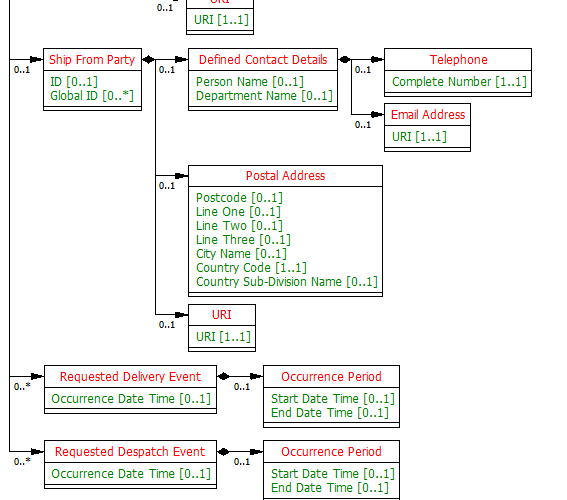 URI
0..1
URI [1..1]
Ship From Party
Defined Contact Details
Telephone
0..1
0..1
0..1
ID [0..1]
Global ID [0..*]
Person Name [0..1]
Department Name [0..1]
Complete Number [1..1]
Email Address
0..1
URI [1..1]
Postal Address
0..1
Postcode [0..1]
Line One [0..1]
Line Two [0..1]
Line Three [0..1]
City Name [0..1]
Country Code [1..1]
Country Sub-Division Name [0..1]
URI
0..1
URI [1..1]
Requested Delivery Event
Occurrence Period
0..*
0..1
Occurrence Date Time [0..1]
Start Date Time [0..1]
End Date Time [0..1]
Requested Despatch Event
Occurrence Period
0..*
0..1
Occurrence Date Time [0..1]
Start Date Time [0..1]
End Date Time [0..1]